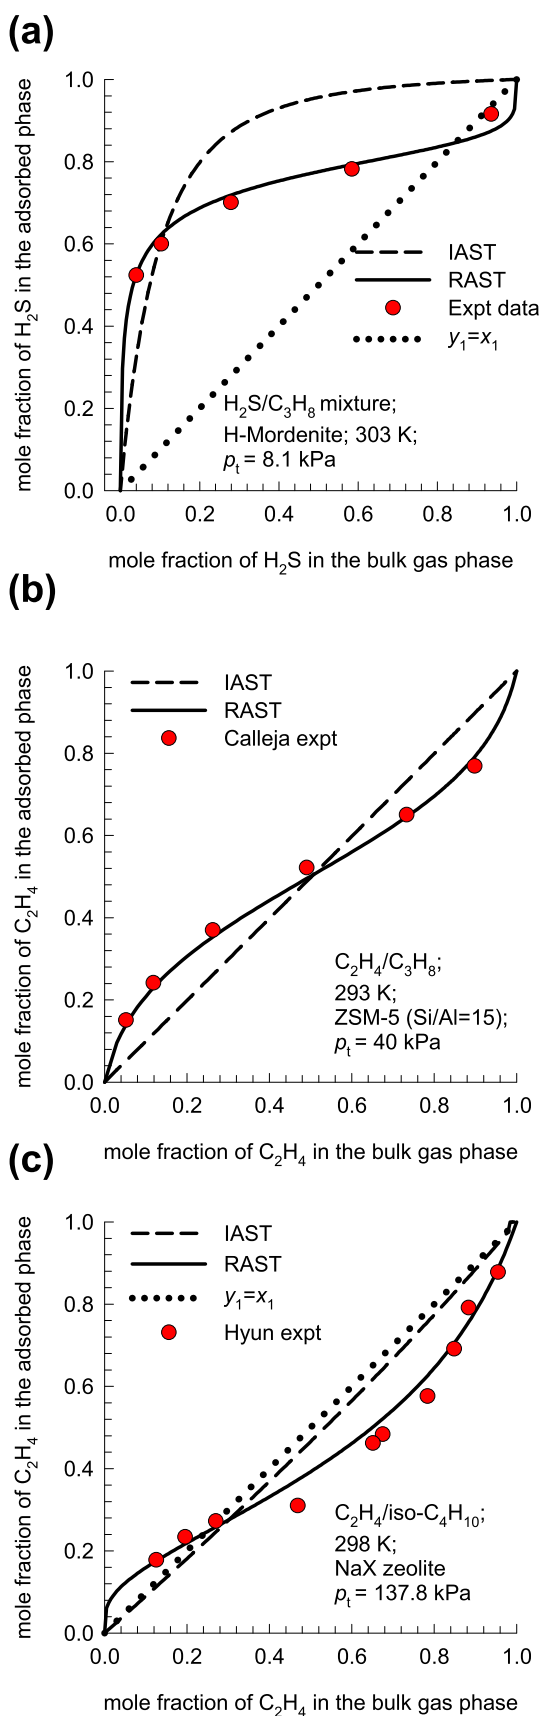 (a)
mole fraction of H₂S in the adsorbed phase
1.0
0.8
0.6
0.4
0.2
0.0
IAST
RAST
Expt data
y₁=x₁
H₂S/C₃H₈ mixture;
H-Mordenite; 303 K;
pₜ = 8.1 kPa
0.0 0.2 0.4 0.6 0.8 1.0
mole fraction of H₂S in the bulk gas phase
(b)
mole fraction of C₂H₄ in the adsorbed phase
1.0
0.8
0.6
0.4
0.2
0.0
IAST
RAST
Calleja expt
C₂H₄/C₃H₈;
293 K;
ZSM-5 (Si/Al=15);
pₜ = 40 kPa
0.0 0.2 0.4 0.6 0.8 1.0
mole fraction of C₂H₄ in the bulk gas phase
(c)
mole fraction of C₂H₄ in the adsorbed phase
1.0
0.8
0.6
0.4
0.2
0.0
IAST
RAST
y₁=x₁
Hyun expt
C₂H₄/iso-C₄H₁₀;
298 K;
NaX zeolite
pₜ = 137.8 kPa
0.0 0.2 0.4 0.6 0.8 1.0
mole fraction of C₂H₄ in the bulk gas phase